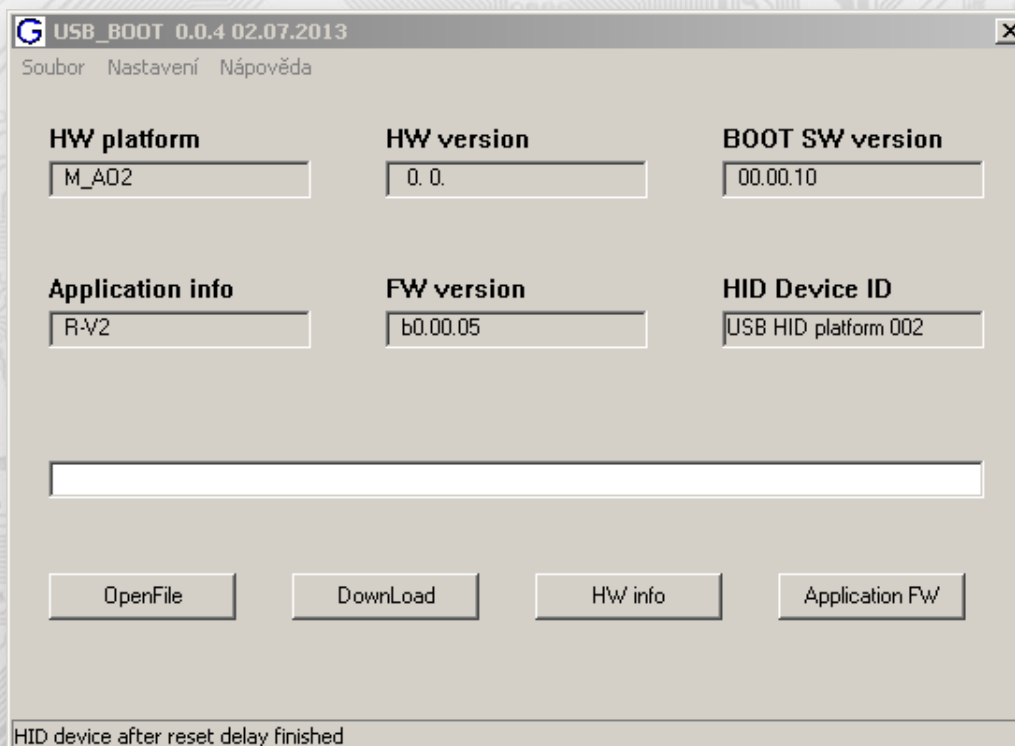 G USB_BOOT 0.0.4 02.07.2013
Soubor Nastavení Nápověda
HW platform HW version BOOT SW version
M_AO2 0. 0. 00.00.10
Application info FW version HID Device ID
R-V2 b0.00.05 USB HID platform 002
OpenFile DownLoad HW info Application FW
HID device after reset delay finished